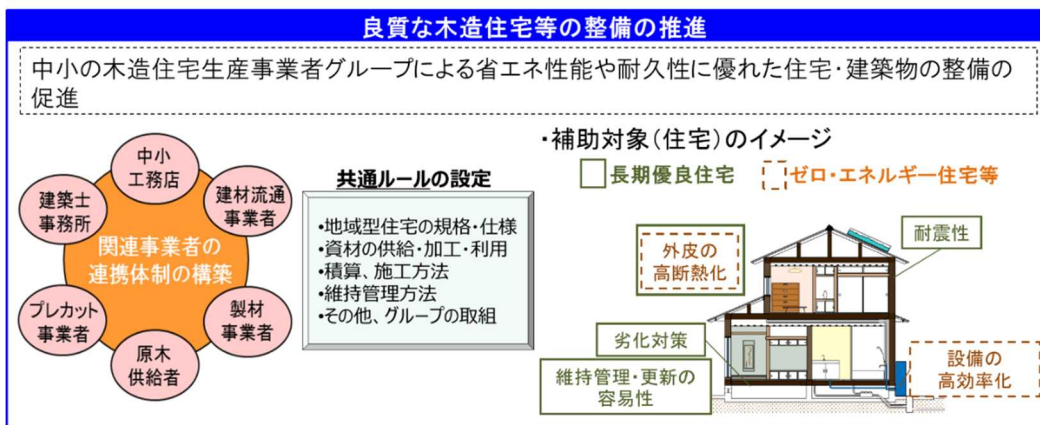 良質な木造住宅等の整備の推進
中小の木造住宅生産事業者グループによる省エネ性能や耐久性に優れた住宅・建築物の整備の
促進
中小
工務店
建築士
事務所
建材流通
事業者
関連事業者の
連携体制の構築
プレカット
事業者
製材
事業者
原木
供給者
共通ルールの設定
•地域型住宅の規格・仕様
•資材の供給・加工・利用
•積算、施工方法
•維持管理方法
•その他、グループの取組
・補助対象(住宅)のイメージ
長期優良住宅
ゼロ・エネルギー住宅等
外皮の
高断熱化
耐震性
劣化対策
維持管理・更新の
容易性
設備の
高効率化